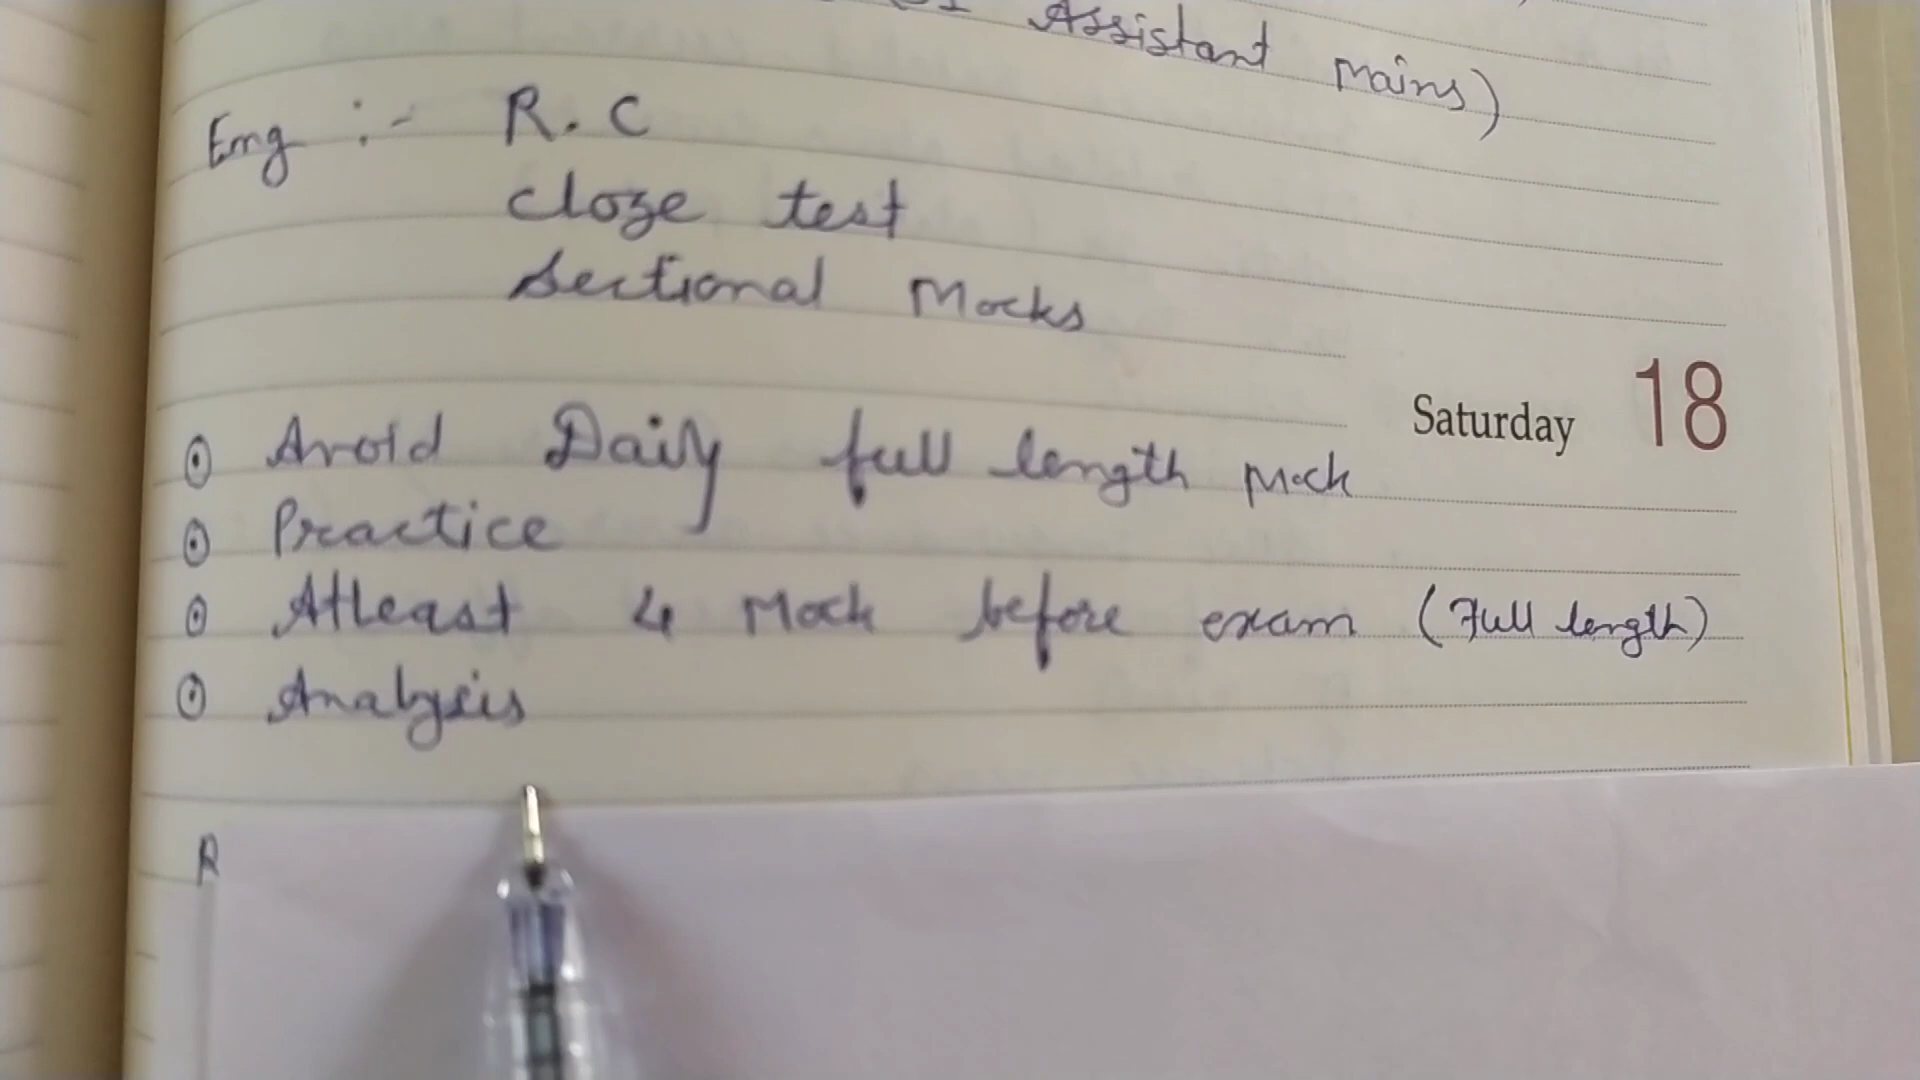 Assistant Mains)
Eng :- R.C
cloze test
Sectional Mocks
Saturday 18
Avoid Daily full length Mock
Practice
Atleast 4 Mock before exam (Full length)
Analysis
R